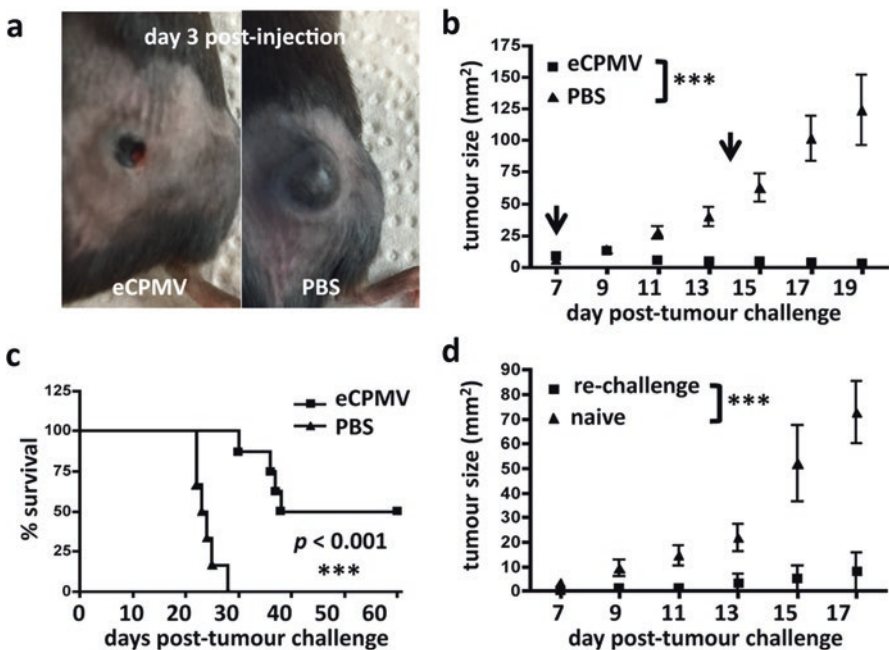 a
day 3 post-injection
eCPMV
PBS
b
tumour size (mm²)
175
150
125
100
75
50
25
0
eCPMV
PBS
***
7 9 11 13 15 17 19
day post-tumour challenge
c
% survival
125
100
75
50
25
0
eCPMV
PBS
p < 0.001
***
0 10 20 30 40 50 60
days post-tumour challenge
d
tumour size (mm²)
90
80
70
60
50
40
30
20
10
0
re-challenge
naive
***
7 9 11 13 15 17
day post-tumour challenge